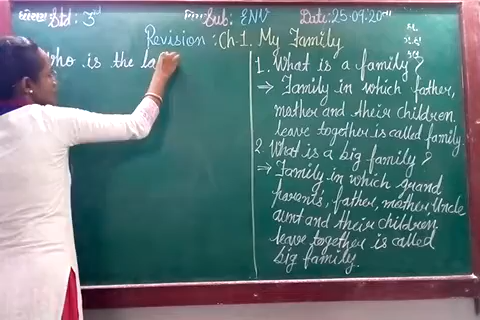 Std: 3rd Sub: ENV Date: 25-09-20
Revision : Ch-1. My Family
Who is the la
1. What is a family?
⇒ Family in which father,
mother and their children
leave together is called family.
2. What is a big family?
⇒ Family in which grand
parents, father, mother, Uncle
aunt and their children
leave together is called
big family.